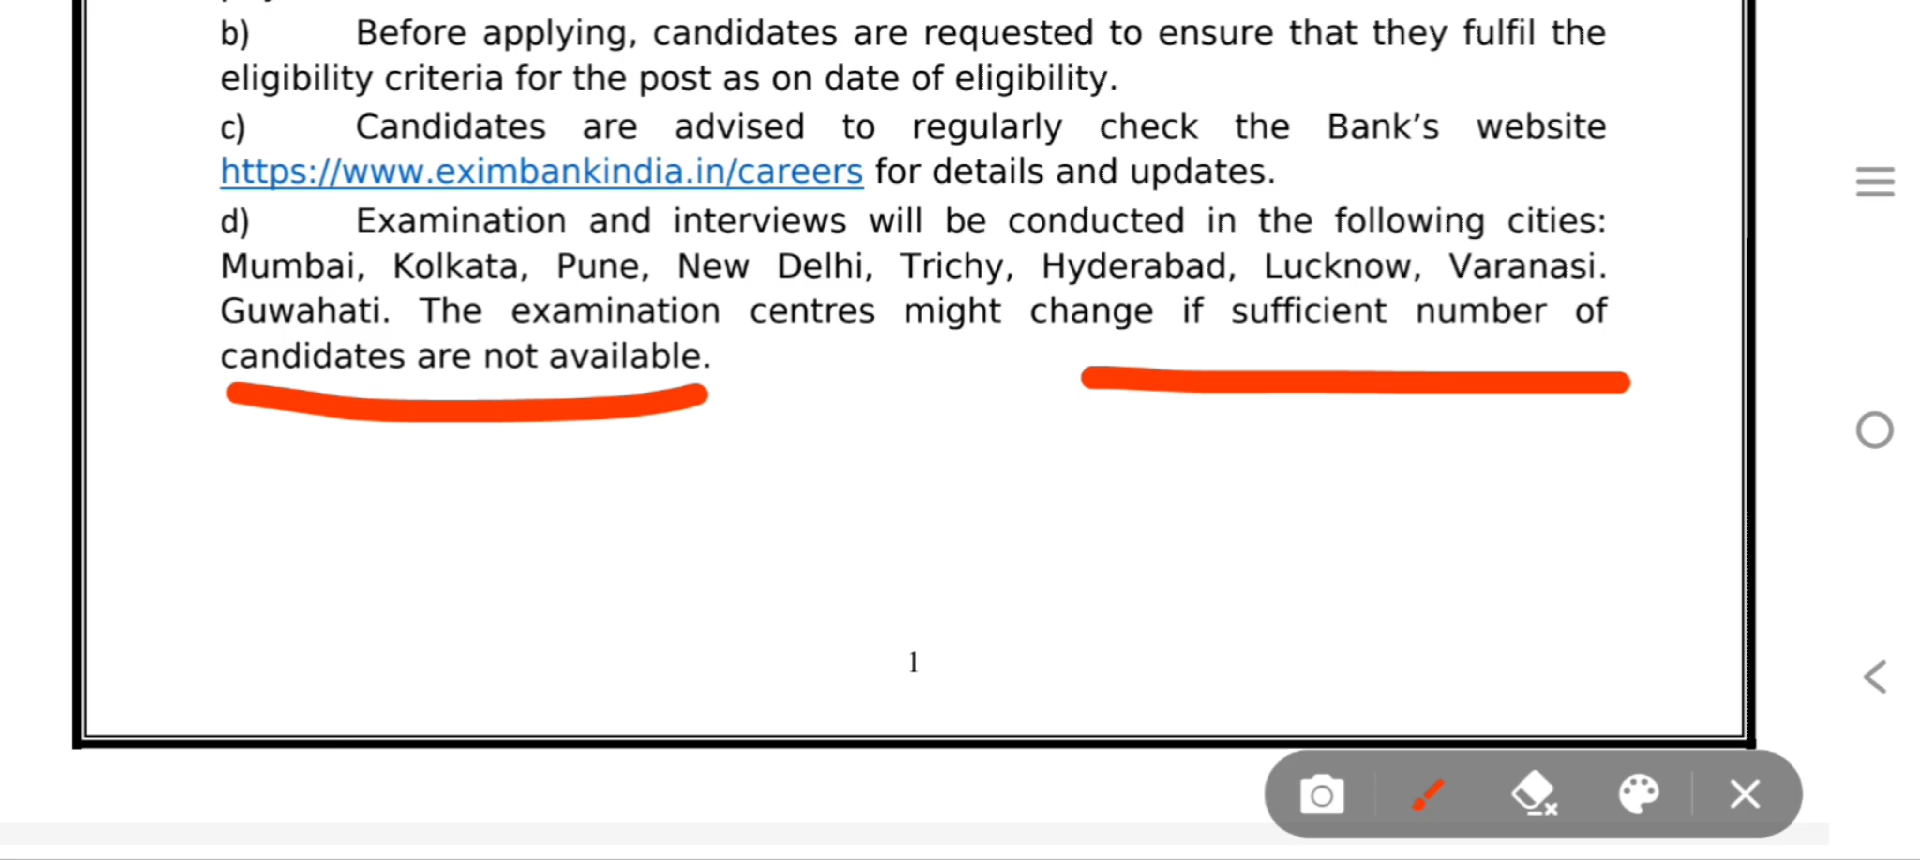 b) Before applying, candidates are requested to ensure that they fulfil the
eligibility criteria for the post as on date of eligibility.
c) Candidates are advised to regularly check the Bank’s website
https://www.eximbankindia.in/careers for details and updates.
d) Examination and interviews will be conducted in the following cities:
Mumbai, Kolkata, Pune, New Delhi, Trichy, Hyderabad, Lucknow, Varanasi.
Guwahati. The examination centres might change if sufficient number of
candidates are not available.
1